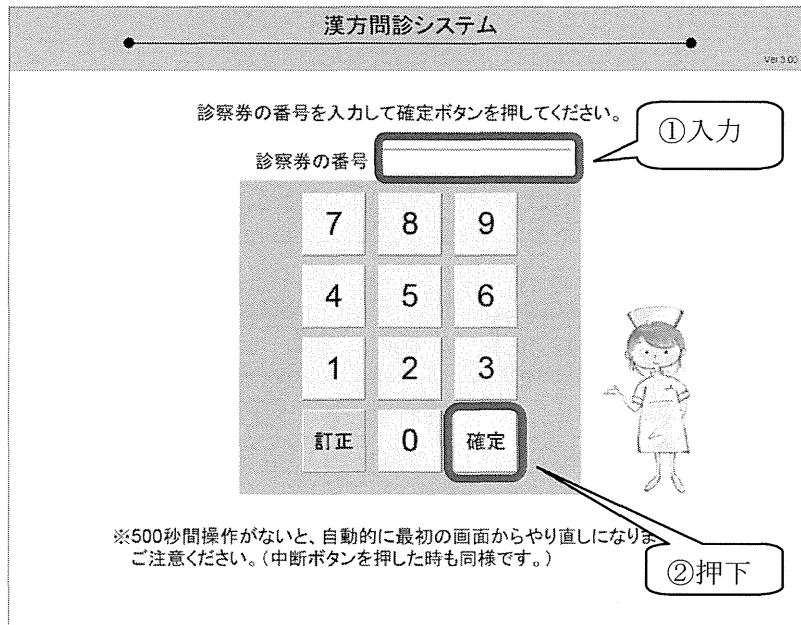 漢方問診システム
Ver 3.00
診察券の番号を入力して確定ボタンを押してください。
①入力
診察券の番号
7 8 9
4 5 6
1 2 3
訂正 0 確定
※500秒間操作がないと、自動的に最初の画面からやり直しになりま
ご注意ください。(中断ボタンを押した時も同様です。)
②押下